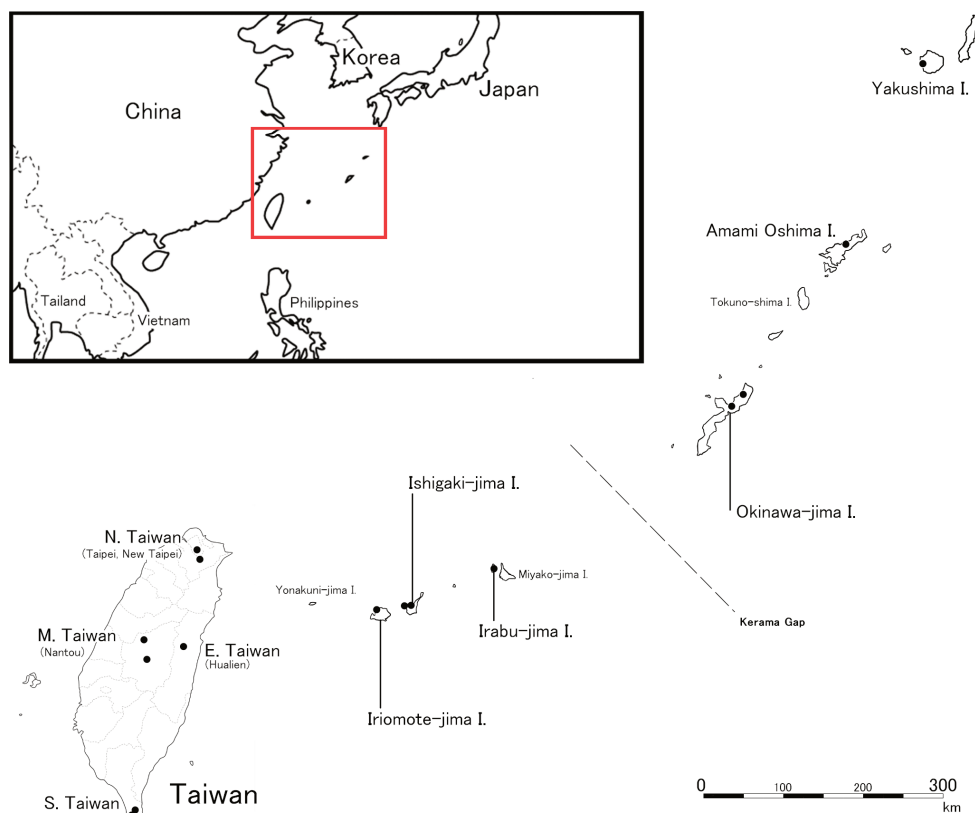 Korea
Japan
China
Tailand
Vietnam
Philippines
Yakushima I.
Amami Oshima I.
Tokuno-shima I.
Okinawa-jima I.
Ishigaki-jima I.
N. Taiwan
(Taipei, New Taipei)
Yonakuni-jima I.
Miyako-jima I.
Kerama Gap
Irabu-jima I.
M. Taiwan
(Nantou)
E. Taiwan
(Hualien)
Iriomote-jima I.
S. Taiwan
Taiwan
0 100 200 300
km